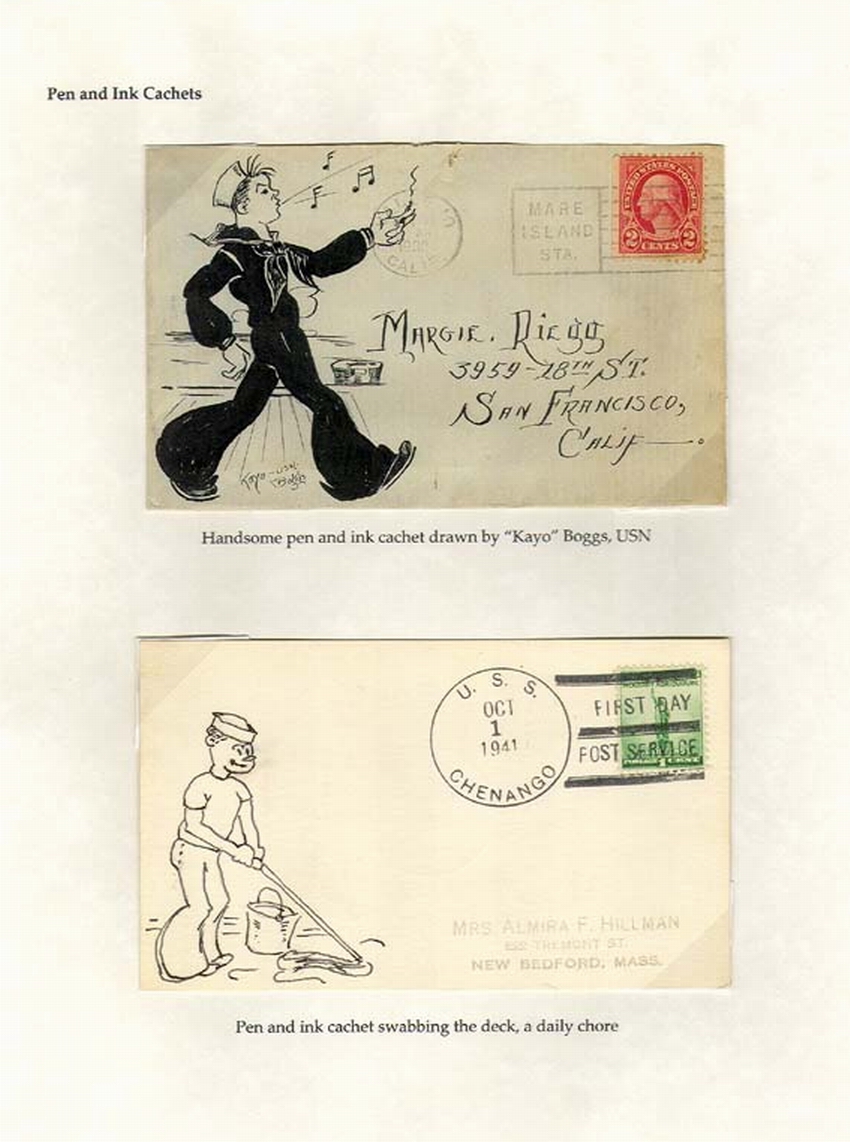 Pen and Ink Cachets
CALIF.
MARE
ISLAND
STA.
UNITED STATES POSTAGE
2 CENTS 2
MARGIE. RIEGG
3959-18TH ST.
SAN FRANCISCO,
CALIF
Kayo-USN-
Boggs
Handsome pen and ink cachet drawn by "Kayo" Boggs, USN
U. S. S.
OCT
1
1941
CHENANGO
FIRST DAY
POST SERVICE
1 CENT
MRS ALMIRA F. HILLMAN
TREMONT ST.
NEW BEDFORD, MASS.
Pen and ink cachet swabbing the deck, a daily chore